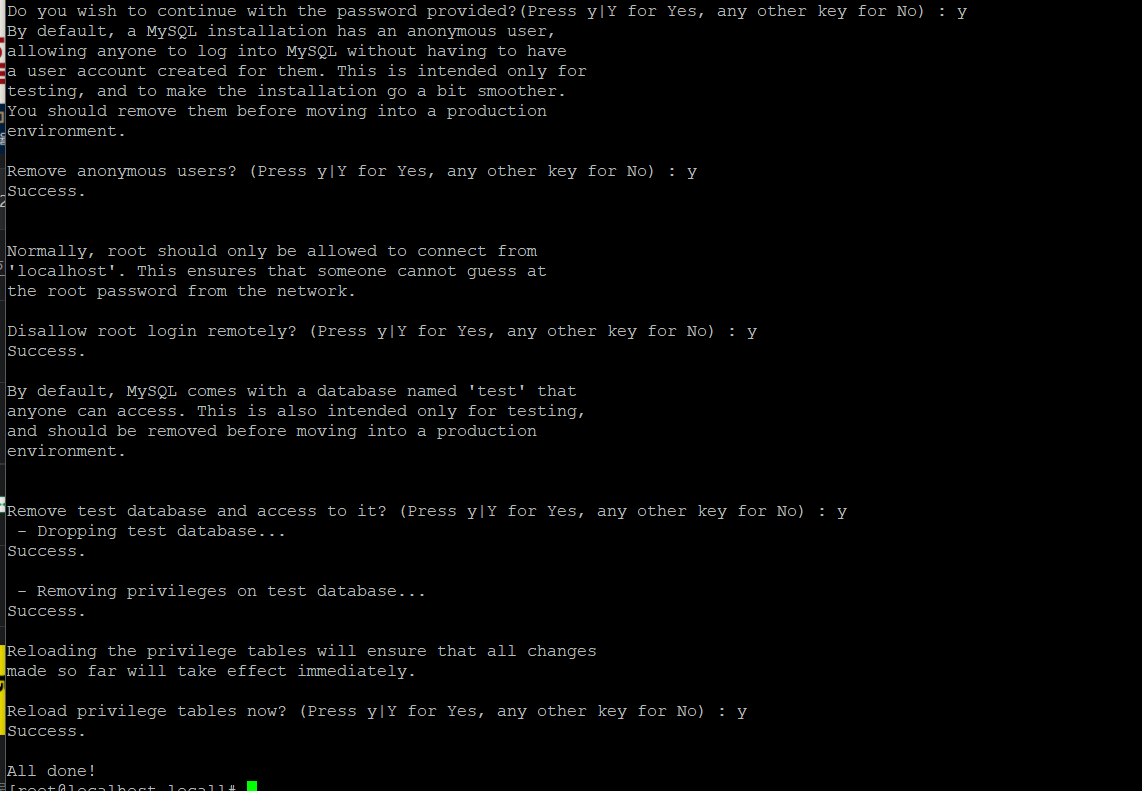 Do you wish to continue with the password provided?(Press y|Y for Yes, any other key for No) : y
By default, a MySQL installation has an anonymous user,
allowing anyone to log into MySQL without having to have
a user account created for them. This is intended only for
testing, and to make the installation go a bit smoother.
You should remove them before moving into a production
environment.
Remove anonymous users? (Press y|Y for Yes, any other key for No) : y
Success.
Normally, root should only be allowed to connect from
'localhost'. This ensures that someone cannot guess at
the root password from the network.
Disallow root login remotely? (Press y|Y for Yes, any other key for No) : y
Success.
By default, MySQL comes with a database named 'test' that
anyone can access. This is also intended only for testing,
and should be removed before moving into a production
environment.
Remove test database and access to it? (Press y|Y for Yes, any other key for No) : y
- Dropping test database...
Success.
- Removing privileges on test database...
Success.
Reloading the privilege tables will ensure that all changes
made so far will take effect immediately.
Reload privilege tables now? (Press y|Y for Yes, any other key for No) : y
Success.
All done!
[root@localhost local]#